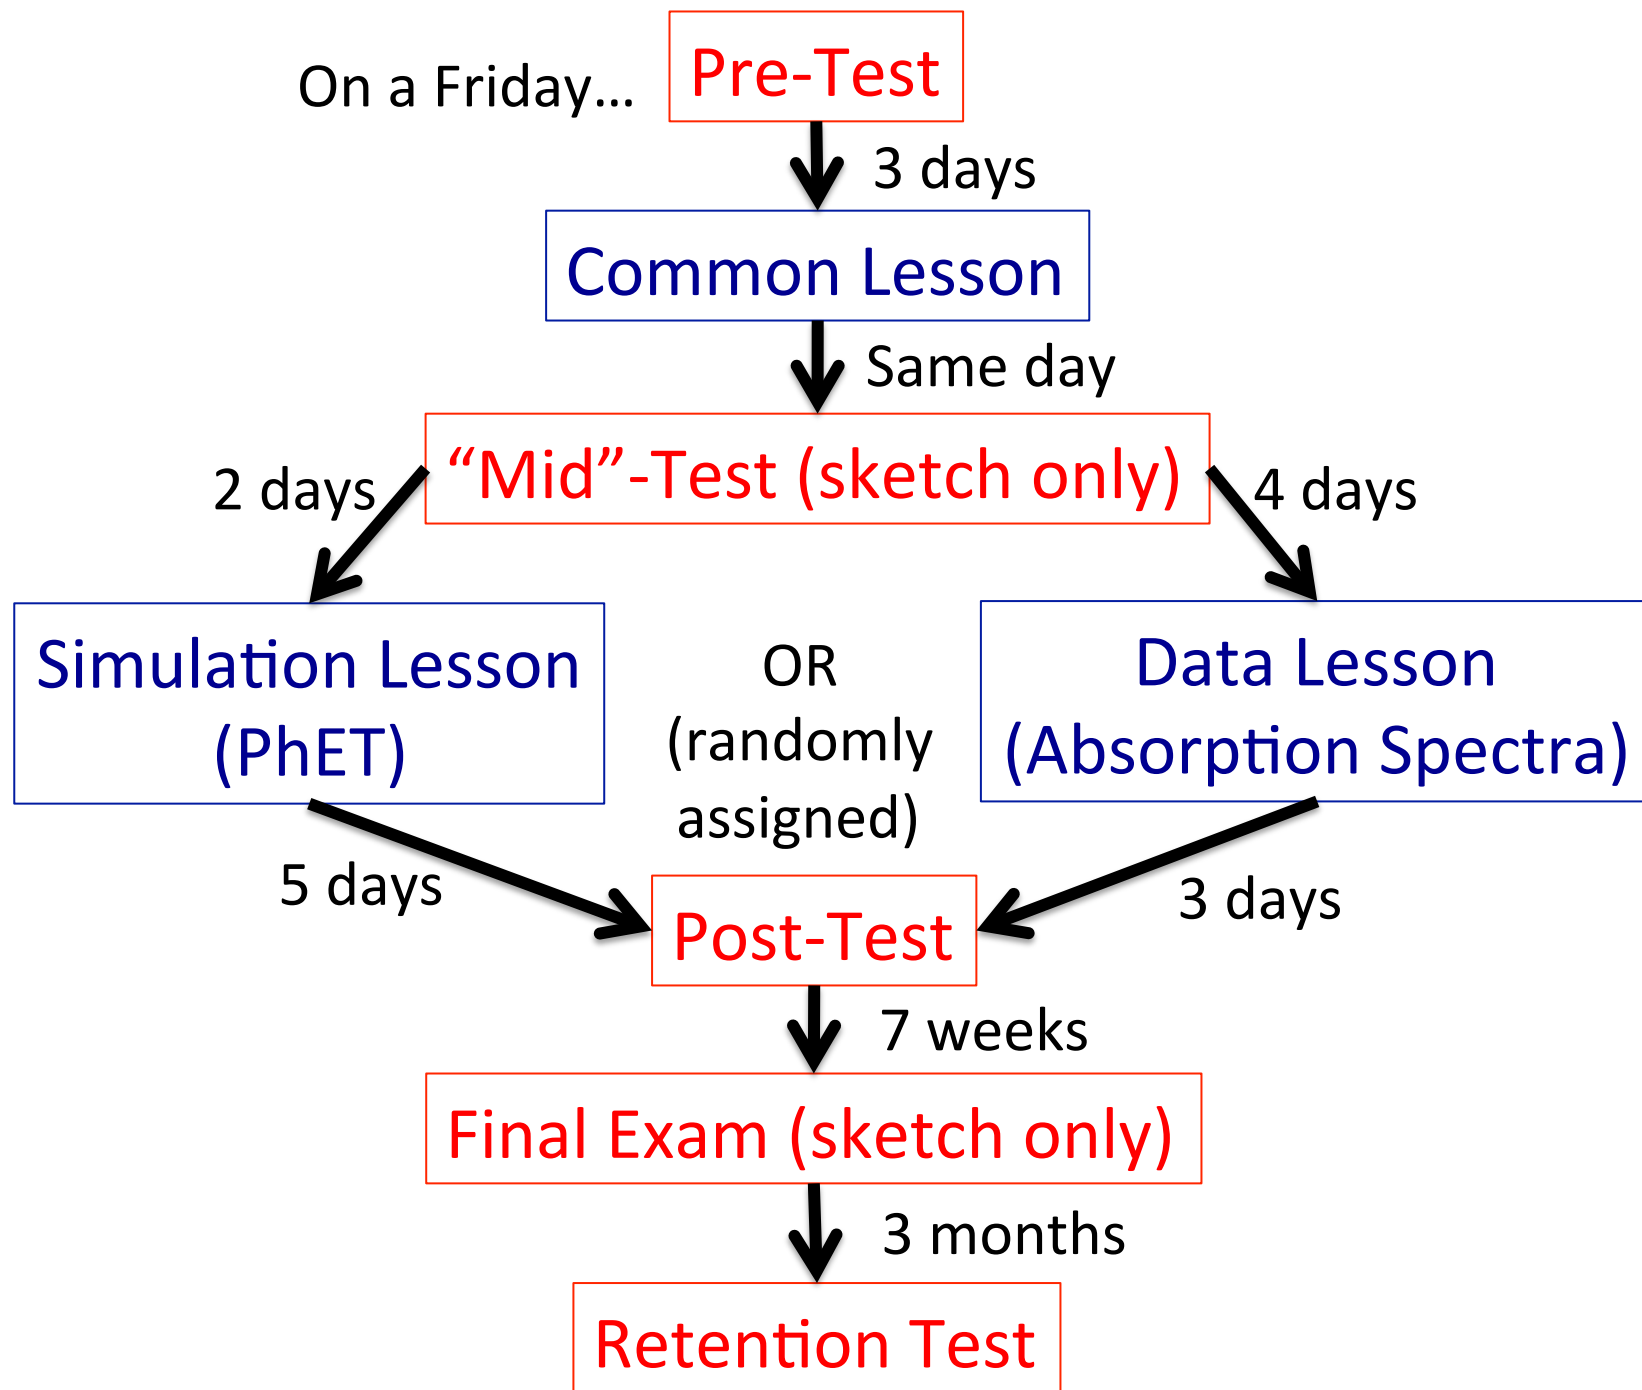 On a Friday…
Pre-Test
3 days
Common Lesson
Same day
“Mid”-Test (sketch only)
2 days
4 days
Simulation Lesson
(PhET)
OR
(randomly
assigned)
Data Lesson
(Absorption Spectra)
5 days
3 days
Post-Test
7 weeks
Final Exam (sketch only)
3 months
Retention Test